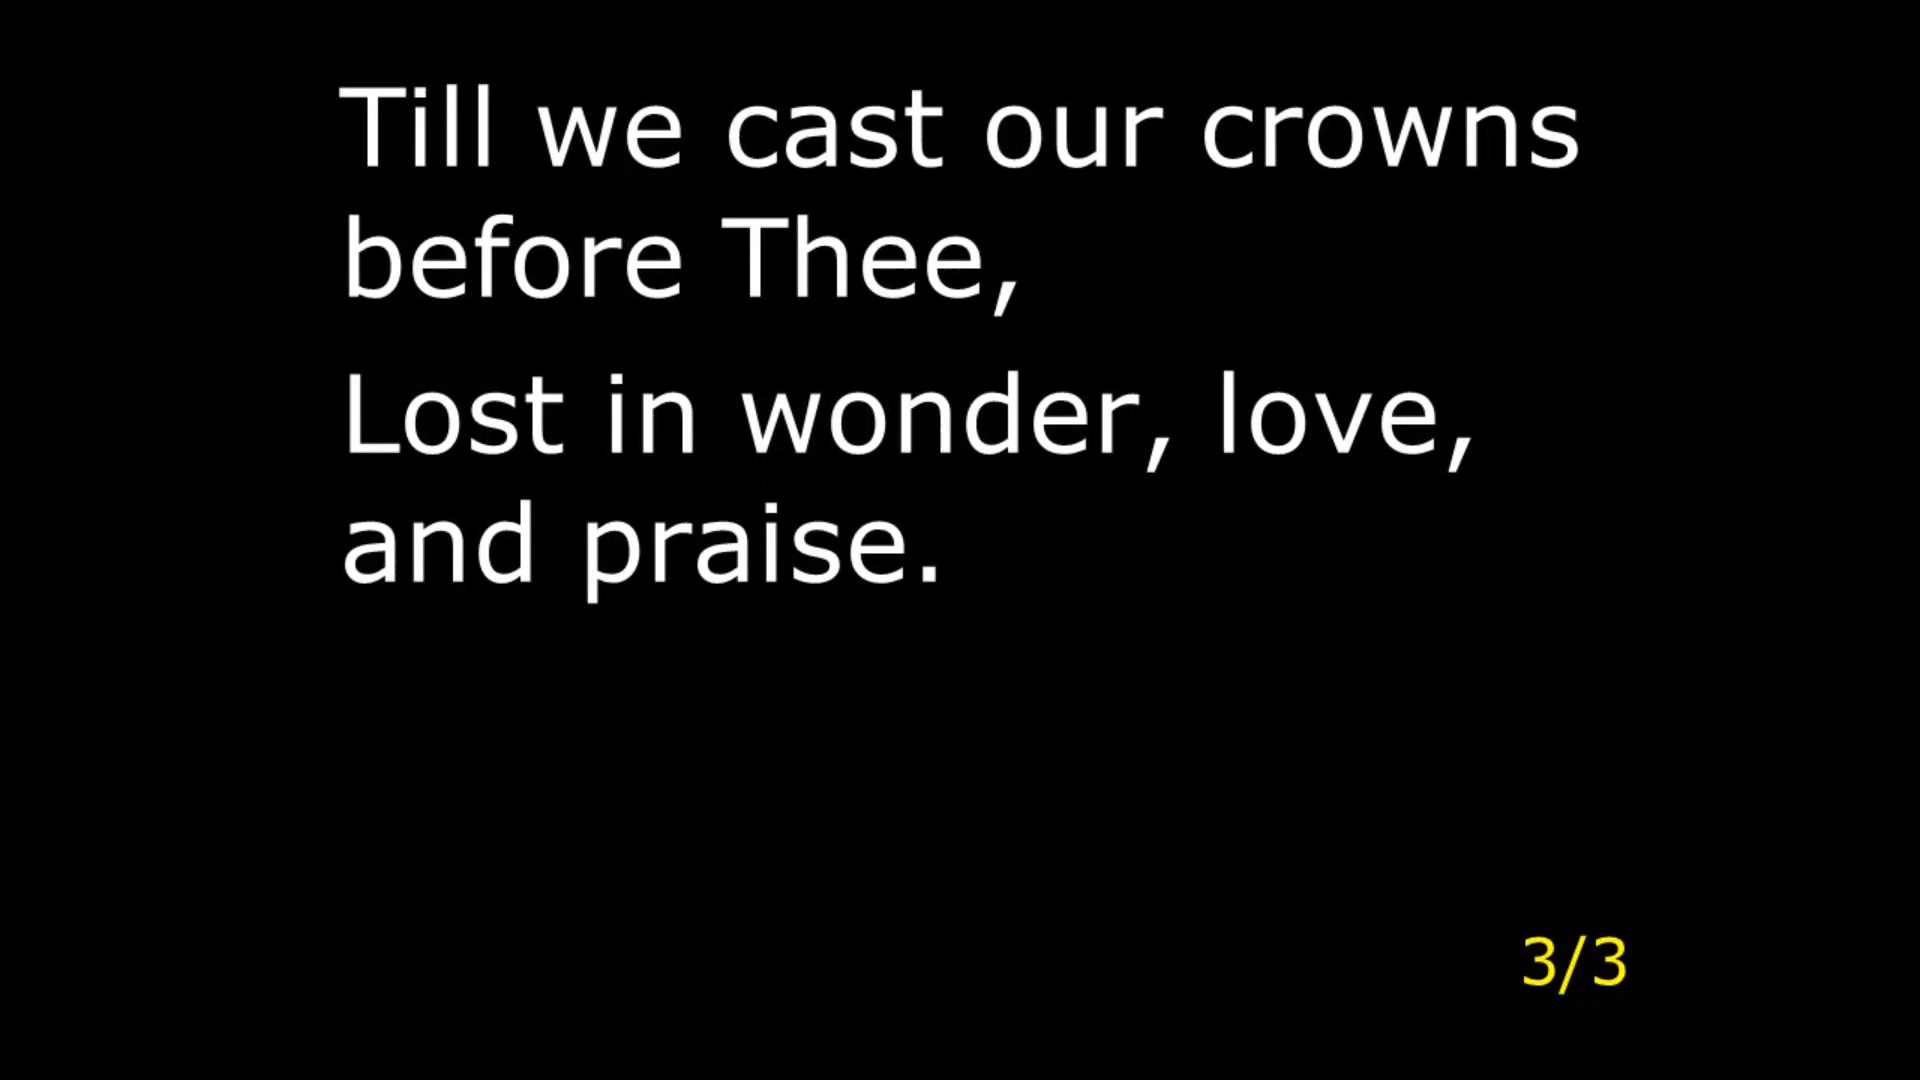 Till we cast our crowns
before Thee,
Lost in wonder, love,
and praise.
3/3